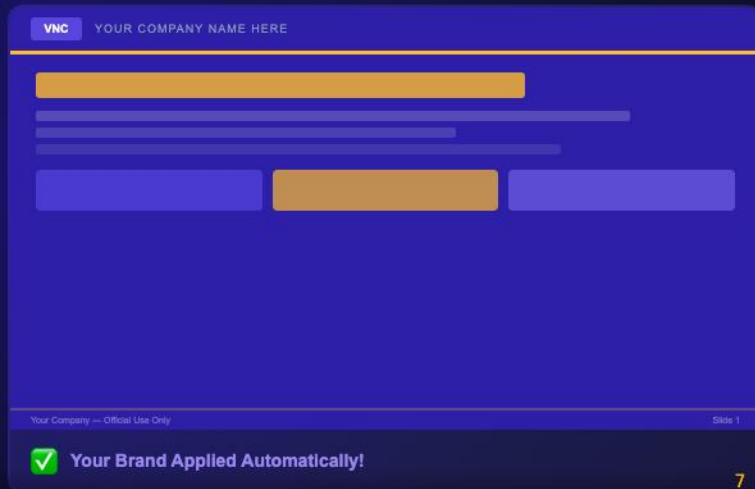 VNC YOUR COMPANY NAME HERE
Your Company — Official Use Only Slide 1
✅ Your Brand Applied Automatically!
7